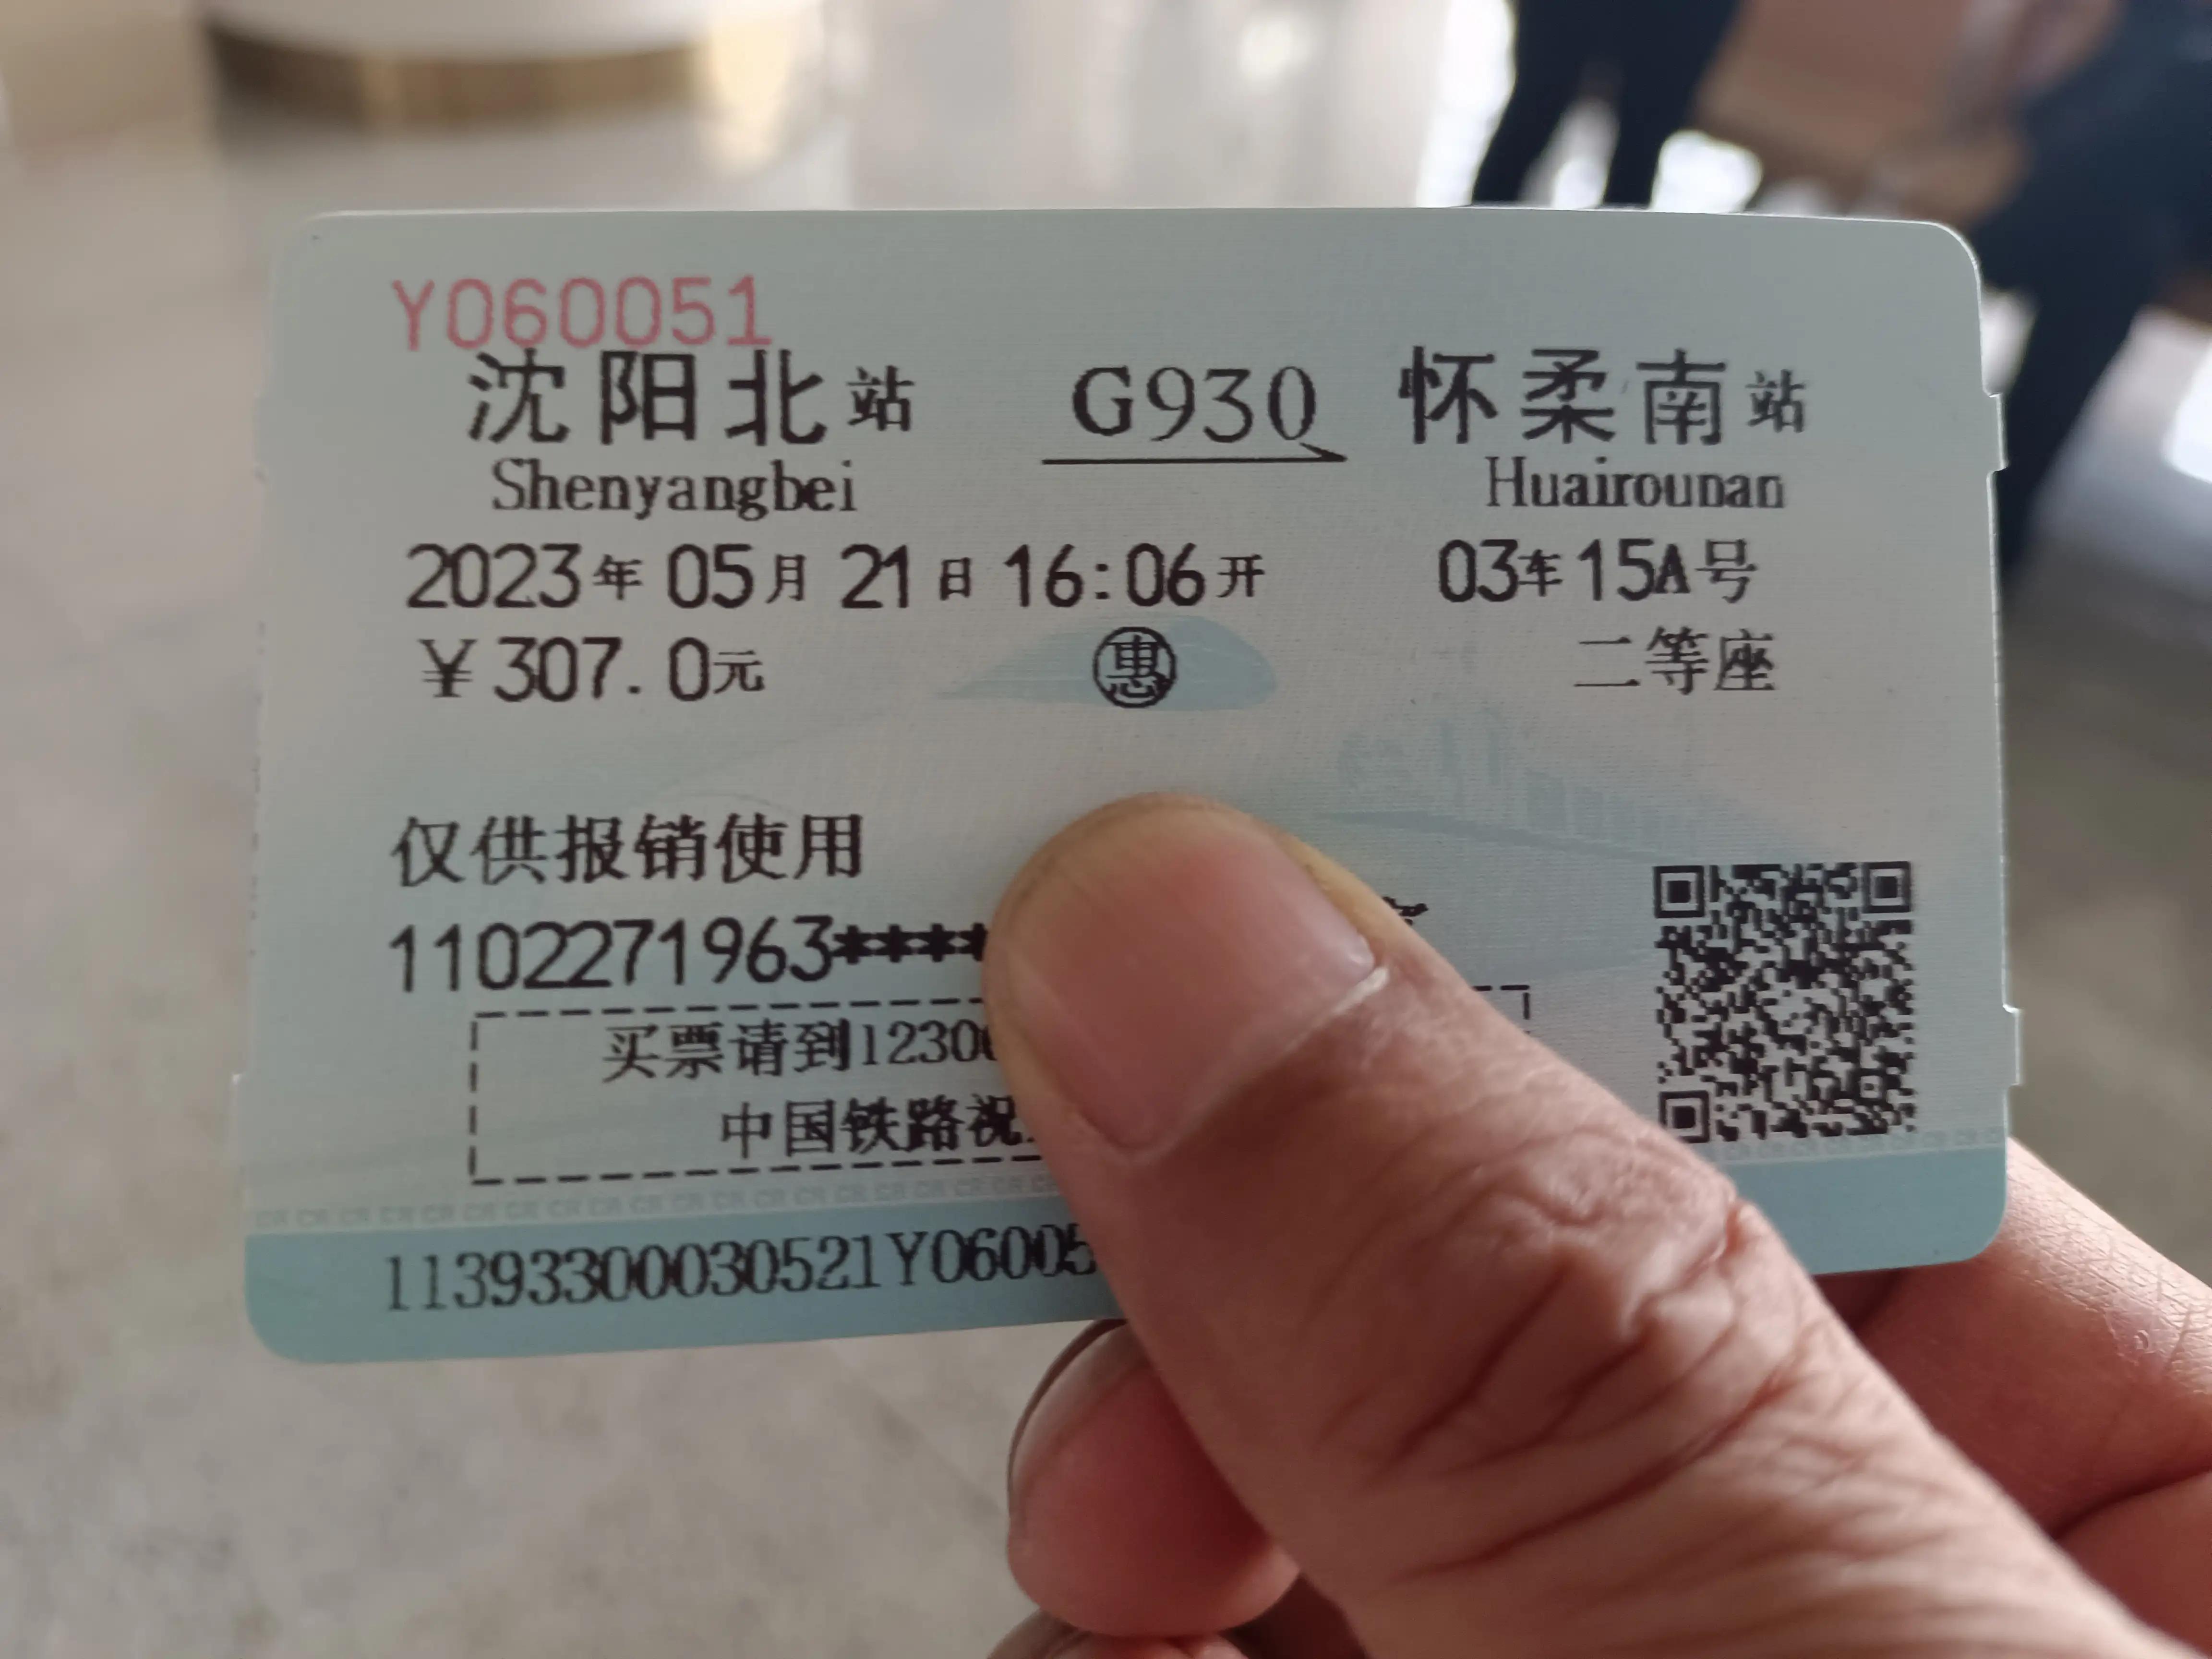 Y060051
沈阳北站 G930 怀柔南站
Shenyangbei Huairounan
2023年05月21日16:06开 03车15A号
￥307.0元 惠 二等座
仅供报销使用
1102271963****
买票请到1230
中国铁路祝
11393300030521Y06005